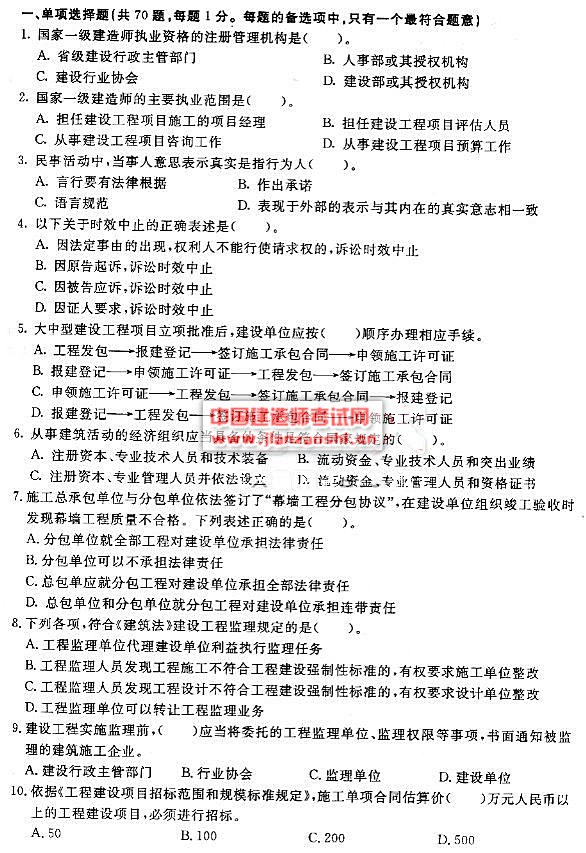 一、单项选择题(共 70 题,每题 1 分。每题的备选项中,只有一个最符合题意)
1. 国家一级建造师执业资格的注册管理机构是(　　)。
A. 省级建设行政主管部门　B. 人事部或其授权机构
C. 建设行业协会　D. 建设部或其授权机构
2. 国家一级建造师的主要执业范围是(　　)。
A. 担任建设工程项目施工的项目经理　B. 担任建设工程项目评估人员
C. 从事建设工程项目咨询工作　D. 从事建设工程项目预算工作
3. 民事活动中,当事人意思表示真实是指行为人(　　)。
A. 言行要有法律根据　B. 作出承诺
C. 语言规范　D. 表现于外部的表示与其内在的真实意志相一致
4. 以下关于时效中止的正确表述是(　　)。
A. 因法定事由的出现,权利人不能行使请求权的,诉讼时效中止
B. 因原告起诉,诉讼时效中止
C. 因被告应诉,诉讼时效中止
D. 因证人要求,诉讼时效中止
5. 大中型建设工程项目立项批准后,建设单位应按(　　)顺序办理相应手续。
A. 工程发包→报建登记→签订施工承包合同→申领施工许可证
B. 报建登记→申领施工许可证→工程发包→签订施工承包合同
C. 申领施工许可证→工程发包→签订施工承包合同→报建登记
D. 报建登记→工程发包→签订施工承包合同→申领施工许可证
中国建造师考试网
6. 从事建筑活动的经济组织应当具备 的(　　)。
A. 注册资本、专业技术人员和技术装备　B. 流动资金、专业技术人员和突出业绩
C. 注册资本、专业管理人员并依法设立　D. 流动资金、专业管理人员和资格证书
7. 施工总承包单位与分包单位依法签订了“幕墙工程分包协议”,在建设单位组织竣工验收时
发现幕墙工程质量不合格。下列表述正确的是(　　)。
A. 分包单位就全部工程对建设单位承担法律责任
B. 分包单位可以不承担法律责任
C. 总包单位应就分包工程对建设单位承担全部法律责任
D. 总包单位和分包单位就分包工程对建设单位承担连带责任
8. 下列各项,符合《建筑法》建设工程监理规定的是(　　)。
A. 工程监理单位代理建设单位利益执行监理任务
B. 工程监理人员发现工程施工不符合工程建设强制性标准的,有权要求施工单位整改
C. 工程监理人员发现工程设计不符合工程建设强制性标准的,有权要求设计单位整改
D. 工程监理单位可以转让工程监理业务
9. 建设工程实施监理前,(　　)应当将委托的工程监理单位、监理权限等事项,书面通知被监
理的建筑施工企业。
A. 建设行政主管部门　B. 行业协会　C. 监理单位　D. 建设单位
10. 依据《工程建设项目招标范围和规模标准规定》,施工单项合同估算价(　　)万元人民币以
上的工程建设项目,必须进行招标。
A. 50　B. 100　C. 200　D. 500